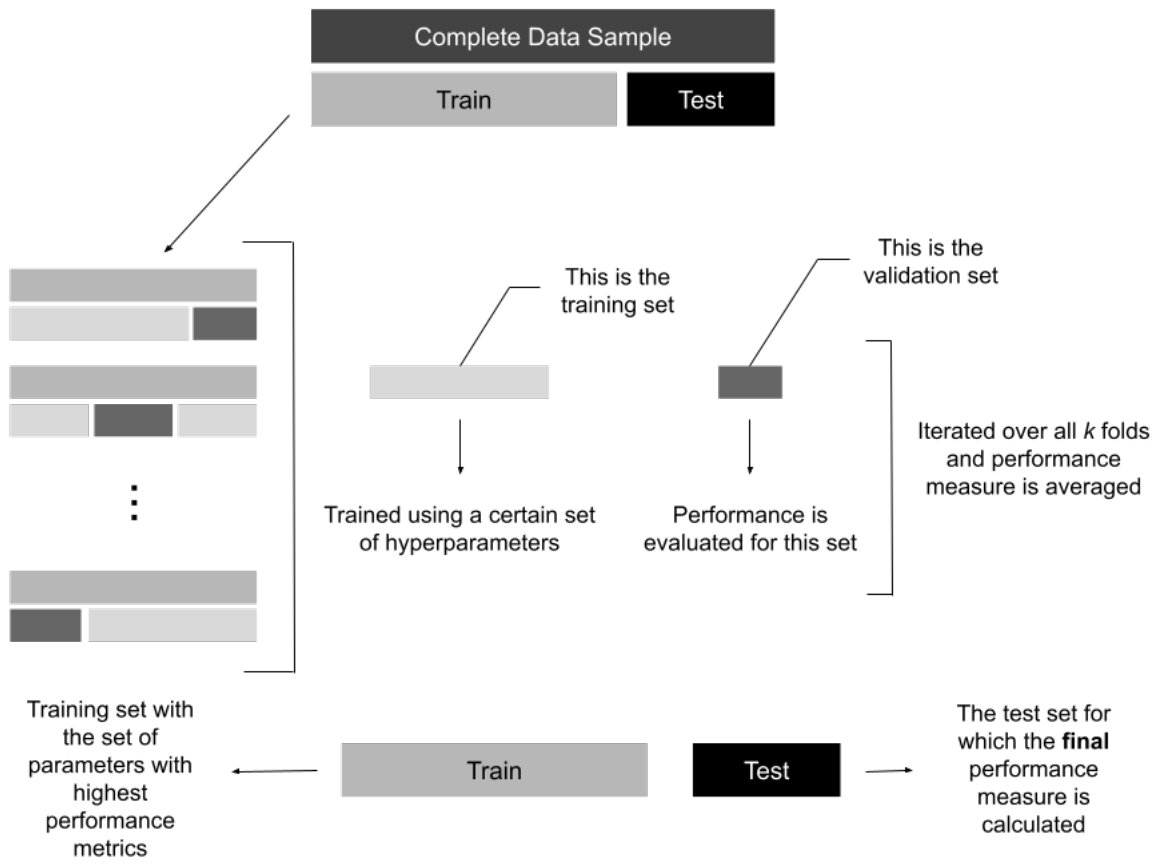 Complete Data Sample
Train
Test
This is the
training set
This is the
validation set
Trained using a certain set
of hyperparameters
Performance is
evaluated for this set
Iterated over all k folds
and performance
measure is averaged
Training set with
the set of
parameters with
highest
performance
metrics
Train
Test
The test set for
which the final
performance
measure is
calculated